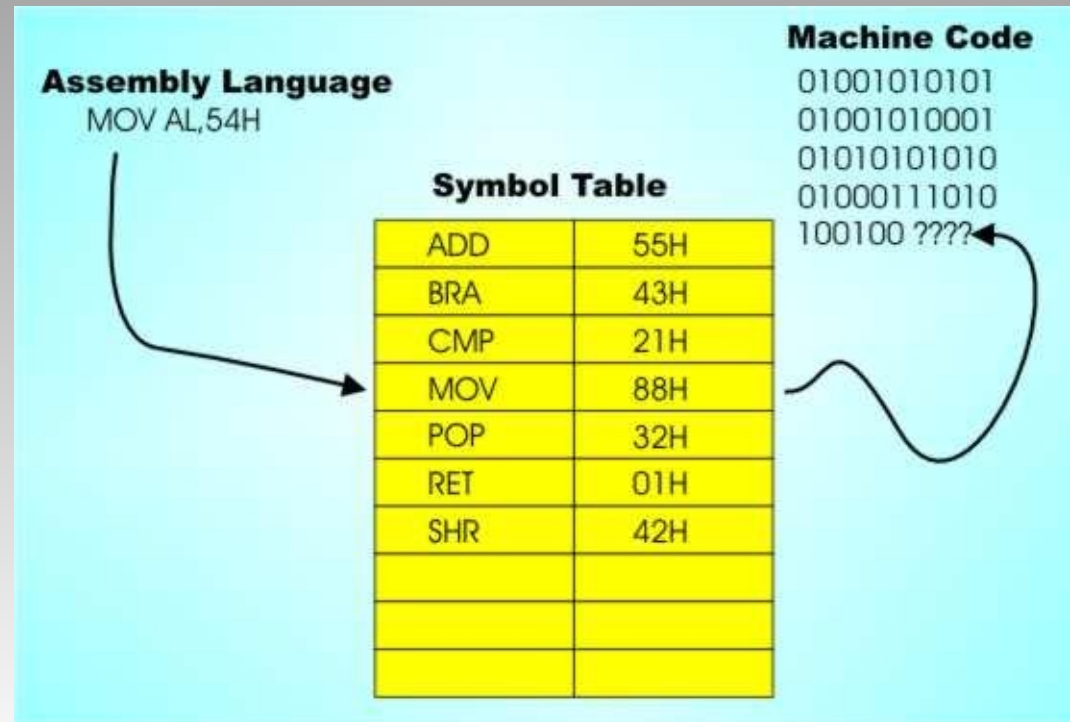 Assembly Language
MOV AL,54H
Symbol Table
ADD 55H
BRA 43H
CMP 21H
MOV 88H
POP 32H
RET 01H
SHR 42H
Machine Code
01001010101
01001010001
01010101010
01000111010
100100 ????